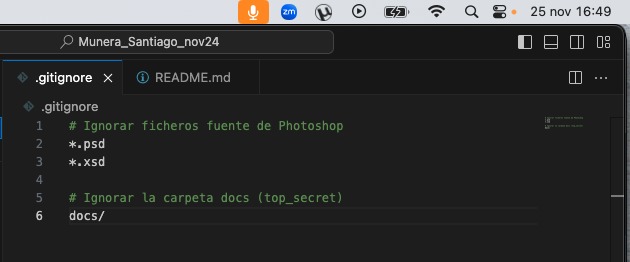 zm
25 nov 16:49
Munera_Santiago_nov24
.gitignore
README.md
.gitignore
1 # Ignorar ficheros fuente de Photoshop
2 *.psd
3 *.xsd
4
5 # Ignorar la carpeta docs (top_secret)
6 docs/